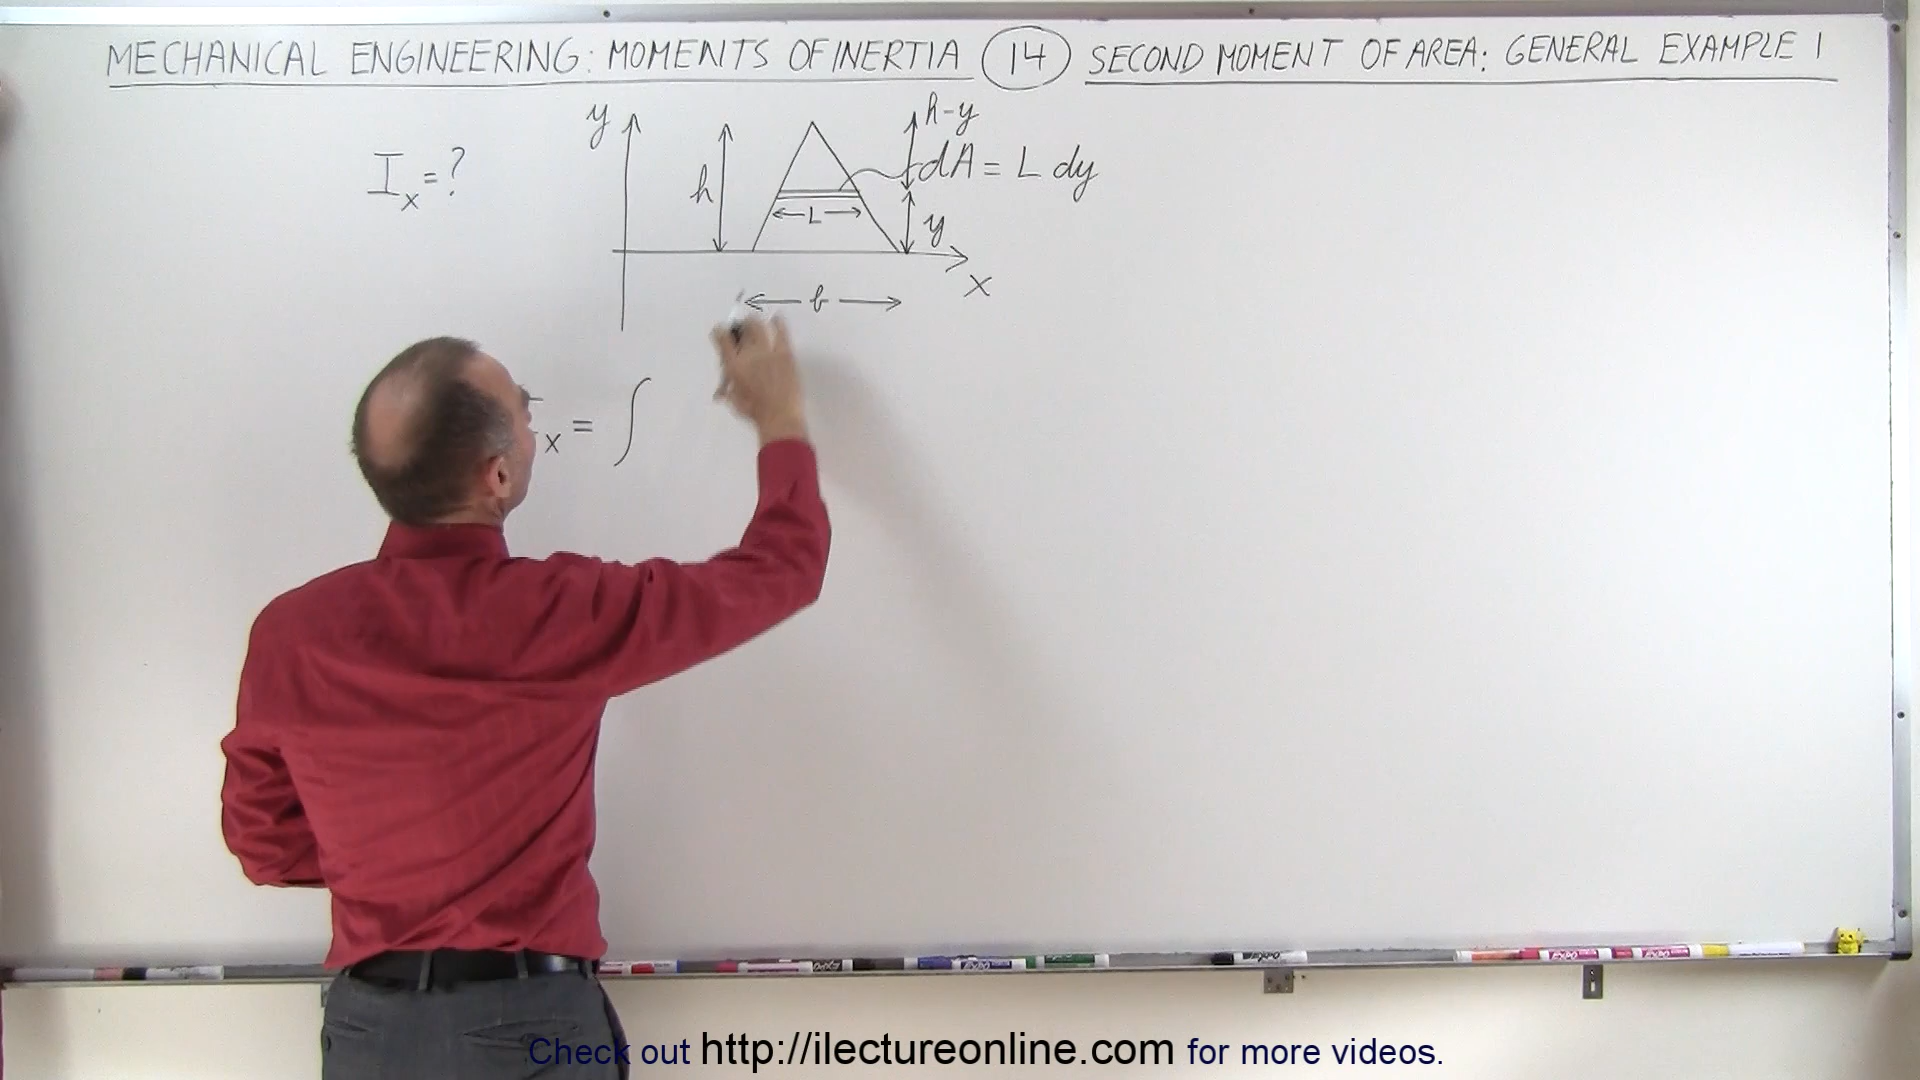 MECHANICAL ENGINEERING: MOMENTS OF INERTIA 14 SECOND MOMENT OF AREA: GENERAL EXAMPLE 1
y
h-y
I_x = ?
h
dA = L dy
L
y
x
b
x = ∫
Check out http://ilectureonline.com for more videos.